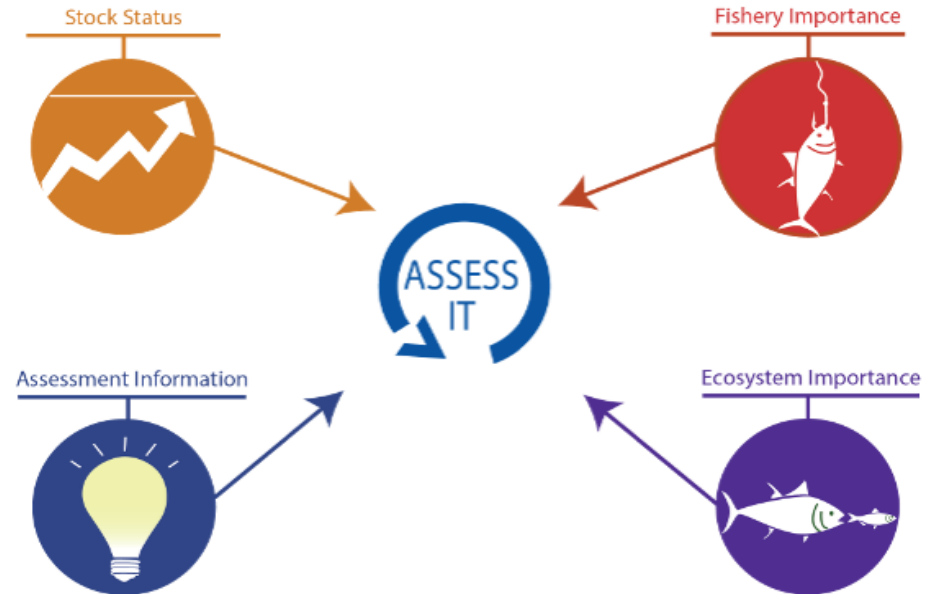 Stock Status
Fishery Importance
ASSESS
IT
Assessment Information
Ecosystem Importance